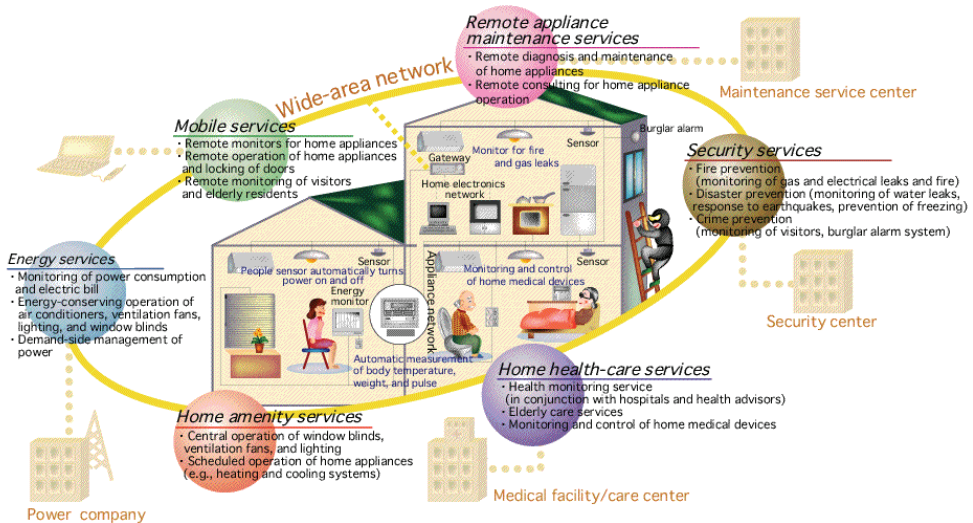 Remote appliance
maintenance services
・Remote diagnosis and maintenance
of home appliances
・Remote consulting for home appliance
operation
Maintenance service center
Wide-area network
Mobile services
・Remote monitors for home appliances
・Remote operation of home appliances
and locking of doors
・Remote monitoring of visitors
and elderly residents
Gateway
Monitor for fire
and gas leaks
Sensor
Burglar alarm
Home electronics
network
Security services
・Fire prevention
(monitoring of gas and electrical leaks and fire)
・Disaster prevention (monitoring of water leaks,
response to earthquakes, prevention of freezing)
・Crime prevention
(monitoring of visitors, burglar alarm system)
Security center
Energy services
・Monitoring of power consumption
and electric bill
・Energy-conserving operation of
air conditioners, ventilation fans,
lighting, and window blinds
・Demand-side management of
power
Power company
Sensor
People sensor automatically turns
power on and off
Energy
monitor
Appliance network
Monitoring and control
of home medical devices
Sensor
Automatic measurement
of body temperature,
weight, and pulse
Home amenity services
・Central operation of window blinds,
ventilation fans, and lighting
・Scheduled operation of home appliances
(e.g., heating and cooling systems)
Home health-care services
・Health monitoring service
(in conjunction with hospitals and health advisors)
・Elderly care services
・Monitoring and control of home medical devices
Medical facility/care center